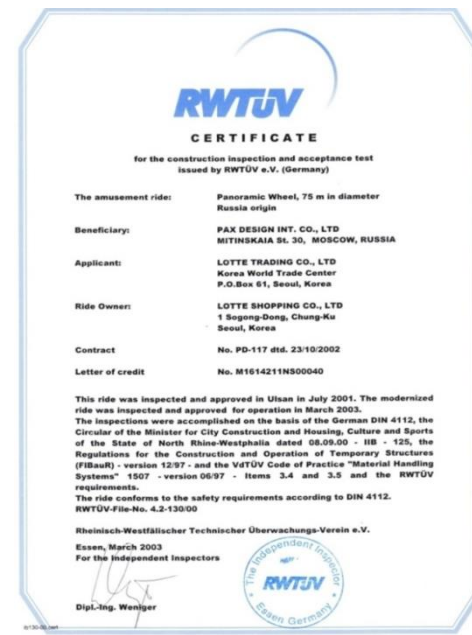 RWTÜV
CERTIFICATE
for the construction inspection and acceptance test
issued by RWTÜV e.V. (Germany)
The amusement ride: Panoramic Wheel, 75 m in diameter
Russia origin
Beneficiary: PAX DESIGN INT. CO., LTD
MITINSKAIA St. 30, MOSCOW, RUSSIA
Applicant: LOTTE TRADING CO., LTD
Korea World Trade Center
P.O.Box 61, Seoul, Korea
Ride Owner: LOTTE SHOPPING CO., LTD
1 Sogong-Dong, Chung-Ku
Seoul, Korea
Contract No. PD-117 dtd. 23/10/2002
Letter of credit No. M1614211NS00040
This ride was inspected and approved in Ulsan in July 2001. The modernized
ride was inspected and approved for operation in March 2003.
The inspections were accomplished on the basis of the German DIN 4112, the
Circular of the Minister for City Construction and Housing, Culture and Sports
of the State of North Rhine-Westphalia dated 08.09.00 - IIB - 125, the
Regulations for the Construction and Operation of Temporary Structures
(FlBauR) - version 12/97 - and the VdTÜV Code of Practice "Material Handling
Systems" 1507 - version 06/97 - Items 3.4 and 3.5 and the RWTÜV
requirements.
The ride conforms to the safety requirements according to DIN 4112.
RWTÜV-File-No. 4.2-130/00
Rheinisch-Westfälischer Technischer Überwachungs-Verein e.V.
Essen, March 2003
For the Independent Inspectors
The Independent Inspector
RWTÜV
Essen Germany
Dipl.-Ing. Weniger